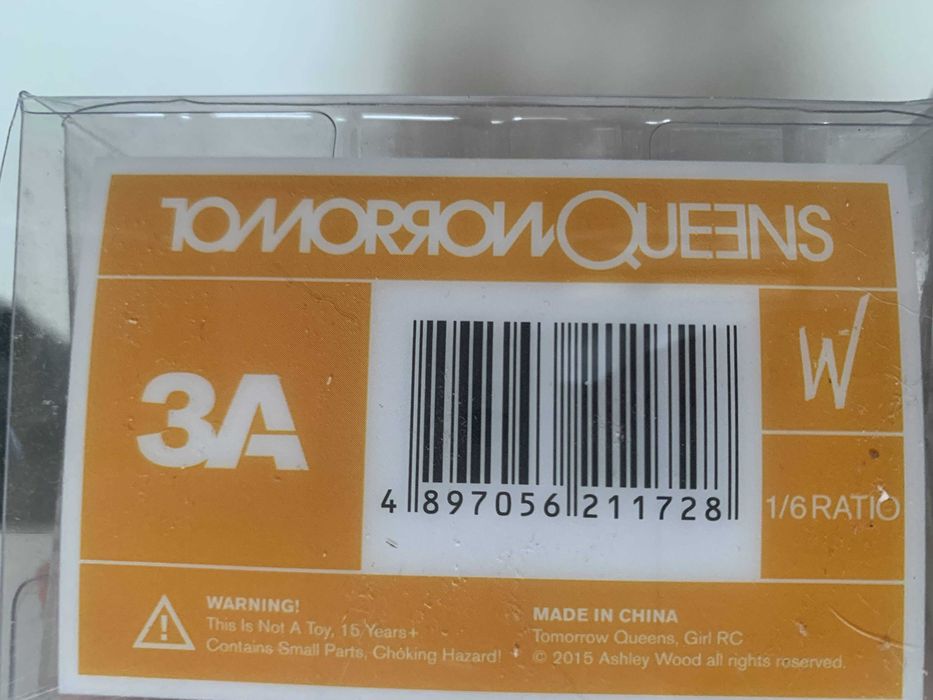 TOMORROW QUEENS
3A
W
4 897056 211728
1/6 RATIO
WARNING!
This Is Not A Toy, 15 Years+
Contains Small Parts, Choking Hazard!
MADE IN CHINA
Tomorrow Queens, Girl RC
© 2015 Ashley Wood all rights rosorved.